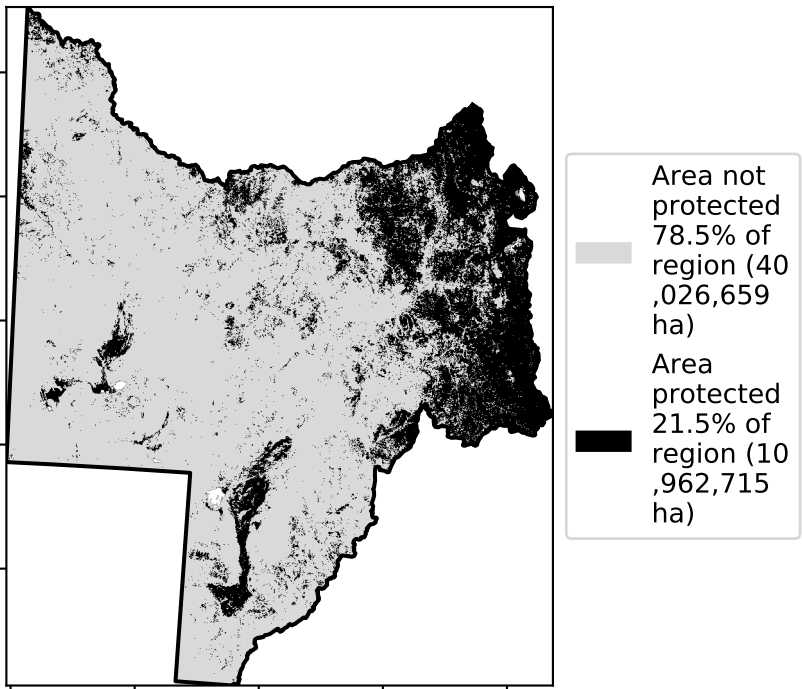 Area not
protected
78.5% of
region (40
,026,659
ha)
Area
protected
21.5% of
region (10
,962,715
ha)